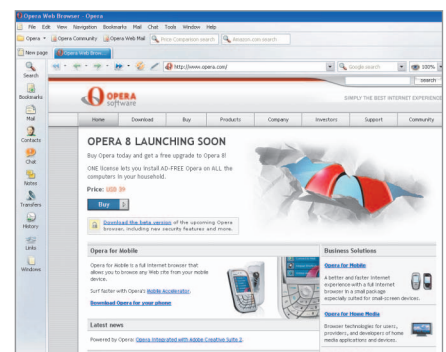 Opera Web Browser - Opera
File Edit View Navigation Bookmarks Mail Chat Tools Window Help
Opera Opera Community Opera Web Mail Price Comparison search Amazon.com search
New page Opera Web Brow...
Search
http://www.opera.com/ Google search 100%
Search
Bookmarks
OPERA
software
SIMPLY THE BEST INTERNET EXPERIENCE
Mail
Home Download Buy Products Company Investors Support Community
Contacts
Chat
Notes
Transfers
History
Links
Windows
OPERA 8 LAUNCHING SOON
Buy Opera today and get a free upgrade to Opera 8!
ONE license lets you install AD-FREE Opera on ALL the
computers in your household.
Price: US$ 39
Buy
Download the beta version of the upcoming Opera
browser, including new security features and more.
Opera for Mobile
Opera for Mobile is a full Internet browser that
allows you to browse any Web site from your mobile
device.
Surf faster with Opera's Mobile Accelerator.
Download Opera for your phone
Latest news
Powered by Opera: Opera integrated with Adobe Creative Suite 2.
Business Solutions
Opera for Mobile
A better and faster Internet
experience with a full Internet
browser in a small package
especially suited for small-screen devices.
Opera for Home Media
Browser technologies for users,
providers, and developers of home
media applications and devices.